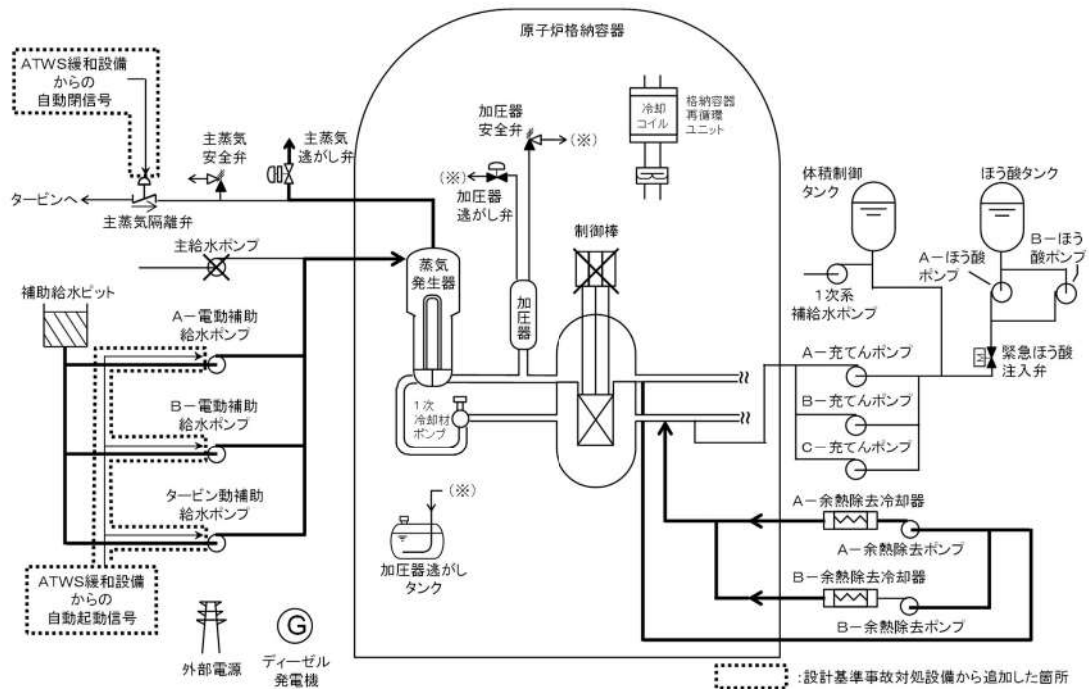 原子炉格納容器
ATWS緩和設備
からの
自動閉信号
主蒸気
安全弁
主蒸気
逃がし弁
タービンへ
主蒸気隔離弁
加圧器
安全弁
(※)
(※)
加圧器
逃がし弁
冷却
コイル
格納容器
再循環
ユニット
制御棒
体積制御
タンク
ほう酸タンク
B-ほう
酸ポンプ
A-ほう酸
ポンプ
1次系
補給水ポンプ
緊急ほう酸
注入弁
M
主給水ポンプ
蒸気
発生器
加圧器
補助給水ピット
A-電動補助
給水ポンプ
B-電動補助
給水ポンプ
タービン動補助
給水ポンプ
1次
冷却材
ポンプ
A-充てんポンプ
B-充てんポンプ
C-充てんポンプ
(※)
加圧器逃がし
タンク
A-余熱除去冷却器
A-余熱除去ポンプ
B-余熱除去冷却器
B-余熱除去ポンプ
ATWS緩和設備
からの
自動起動信号
外部電源
G
ディーゼル
発電機
:設計基準事故対処設備から追加した箇所